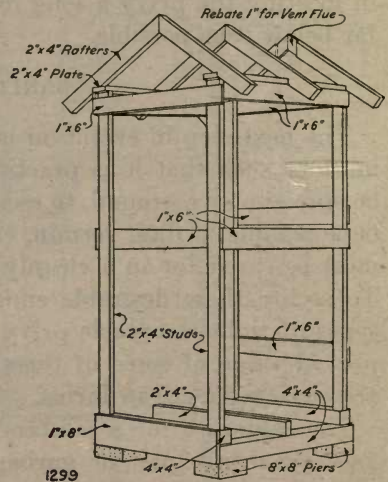 Rebate 1" for Vent Flue
2"x4" Rafters
2"x4" Plate
1"x6"
1"x6"
1"x6"
2"x4" Studs
1"x6"
2"x4"
4"x4"
1"x8"
4"x4"
8"x8" Piers
1299